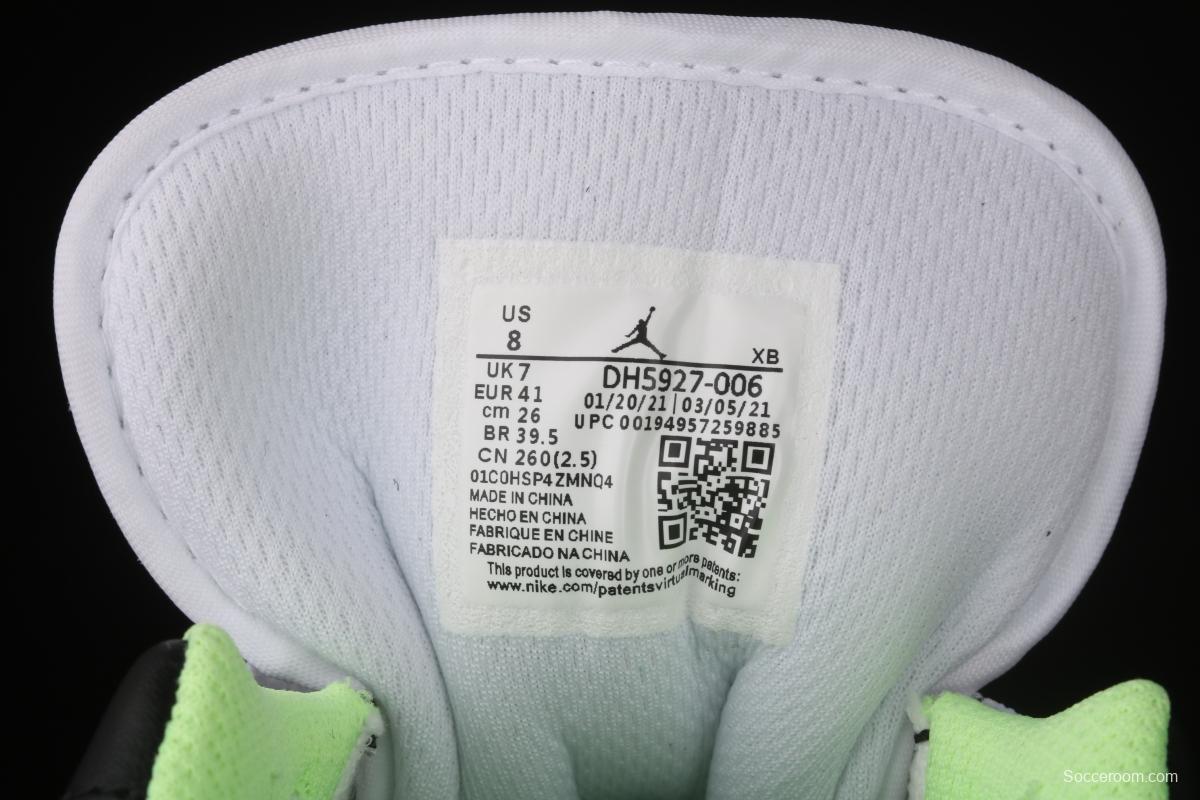 US
8
XB
UK 7
EUR 41
cm 26
BR 39.5
CN 260(2.5)
01C0HSP4ZMNQ4
MADE IN CHINA
HECHO EN CHINA
FABRIQUE EN CHINE
FABRICADO NA CHINA
DH5927-006
01/20/21 | 03/05/21
UPC 00194957259885
This product is covered by one or more patents:
www.nike.com/patentsvirtualmarking
Socceroom.com